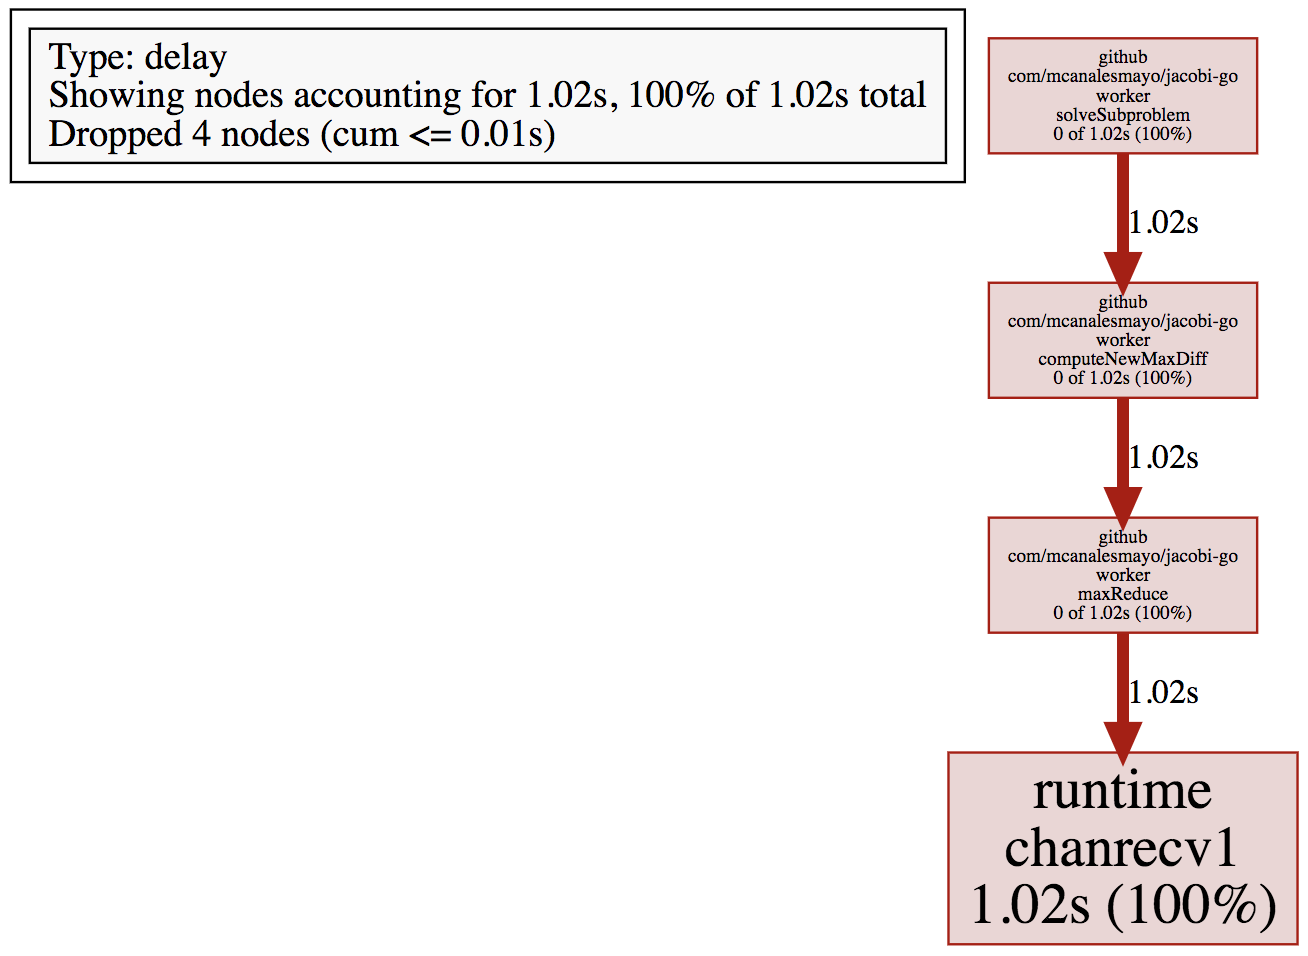 Type: delay
Showing nodes accounting for 1.02s, 100% of 1.02s total
Dropped 4 nodes (cum <= 0.01s)
github
com/mcanalesmayo/jacobi-go
worker
solveSubproblem
0 of 1.02s (100%)
1.02s
github
com/mcanalesmayo/jacobi-go
worker
computeNewMaxDiff
0 of 1.02s (100%)
1.02s
github
com/mcanalesmayo/jacobi-go
worker
maxReduce
0 of 1.02s (100%)
1.02s
runtime
chanrecv1
1.02s (100%)